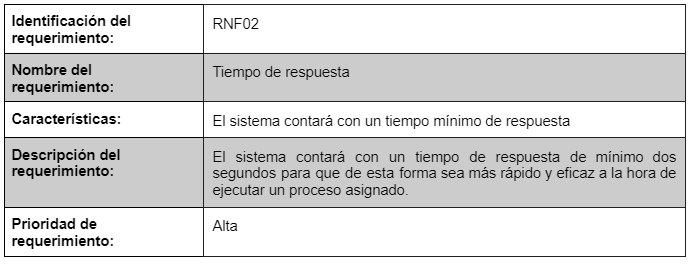 Identificación del
requerimiento:
RNF02
Nombre del
requerimiento:
Tiempo de respuesta
Características:
El sistema contará con un tiempo mínimo de respuesta
Descripción del
requerimiento:
El sistema contará con un tiempo de respuesta de mínimo dos
segundos para que de esta forma sea más rápido y eficaz a la hora de
ejecutar un proceso asignado.
Prioridad de
requerimiento:
Alta